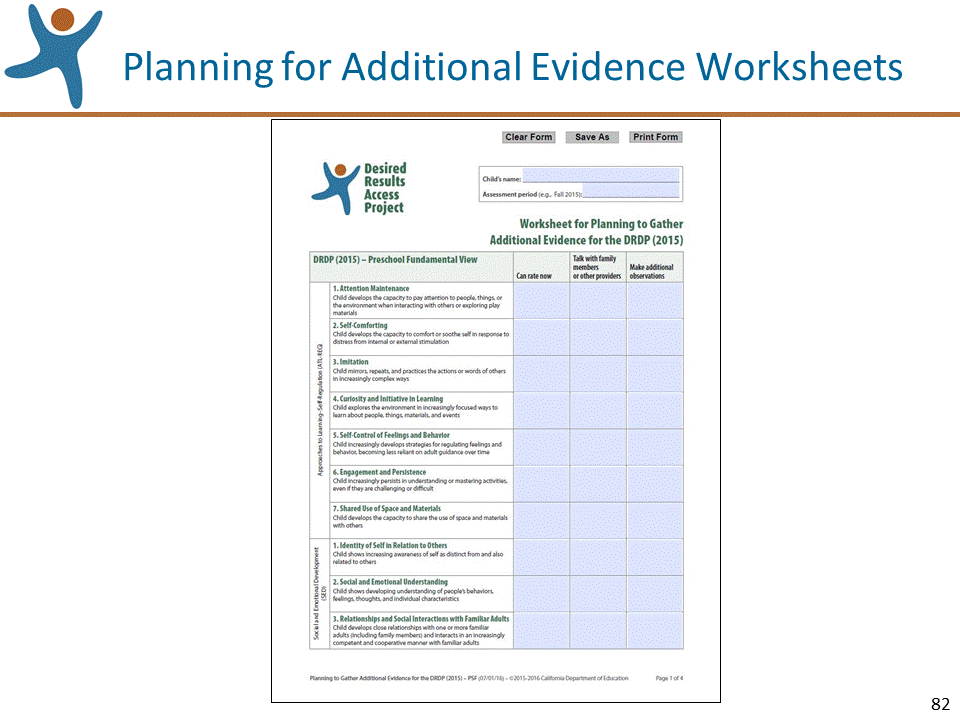 Planning for Additional Evidence Worksheets
Clear Form Save As Print Form
Desired
Results
Access
Project
Child's name:
Assessment period (e.g., Fall 2015):
Worksheet for Planning to Gather
Additional Evidence for the DRDP (2015)
DRDP (2015) – Preschool Fundamental View
Can rate now
Talk with family
members
or other providers
Make additional
observations
Approaches to Learning–Self-Regulation (ATL-REG)
1. Attention Maintenance
Child develops the capacity to pay attention to people, things, or
the environment when interacting with others or exploring play
materials
2. Self-Comforting
Child develops the capacity to comfort or soothe self in response to
distress from internal or external stimulation
3. Imitation
Child mirrors, repeats, and practices the actions or words of others
in increasingly complex ways
4. Curiosity and Initiative in Learning
Child explores the environment in increasingly focused ways to
learn about people, things, materials, and events
5. Self-Control of Feelings and Behavior
Child increasingly develops strategies for regulating feelings and
behavior, becoming less reliant on adult guidance over time
6. Engagement and Persistence
Child increasingly persists in understanding or mastering activities,
even if they are challenging or difficult
7. Shared Use of Space and Materials
Child develops the capacity to share the use of space and materials
with others
Social and Emotional Development
(SED)
1. Identity of Self in Relation to Others
Child shows increasing awareness of self as distinct from and also
related to others
2. Social and Emotional Understanding
Child shows developing understanding of people's behaviors,
feelings, thoughts, and individual characteristics
3. Relationships and Social Interactions with Familiar Adults
Child develops close relationships with one or more familiar
adults (including family members) and interacts in an increasingly
competent and cooperative manner with familiar adults
Planning to Gather Additional Evidence for the DRDP (2015) – PSF (07/01/16) – ©2015-2016 California Department of Education Page 1 of 4
82